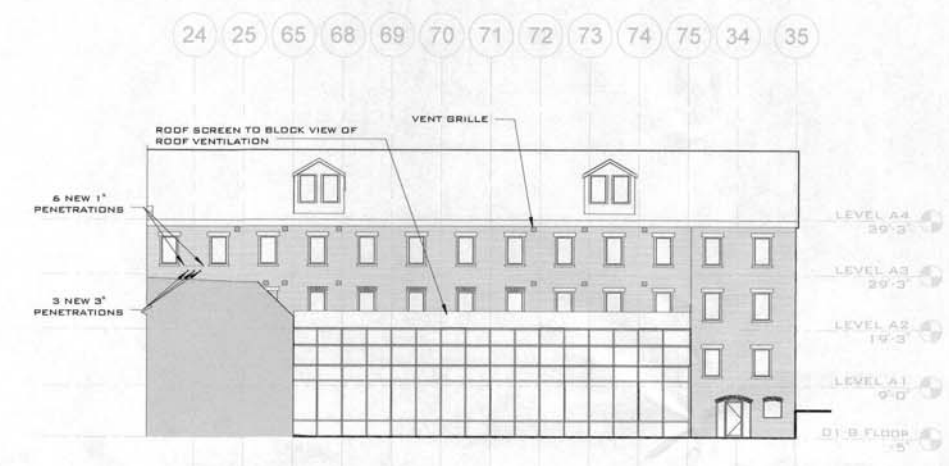 24 25 65 68 69 70 71 72 73 74 75 34 35
VENT GRILLE
ROOF SCREEN TO BLOCK VIEW OF
ROOF VENTILATION
6 NEW 1"
PENETRATIONS
3 NEW 3"
PENETRATIONS
LEVEL A4
39'-3"
LEVEL A3
29'-3"
LEVEL A2
19'-3"
LEVEL A1
9'-0"
D1-B FLOOR